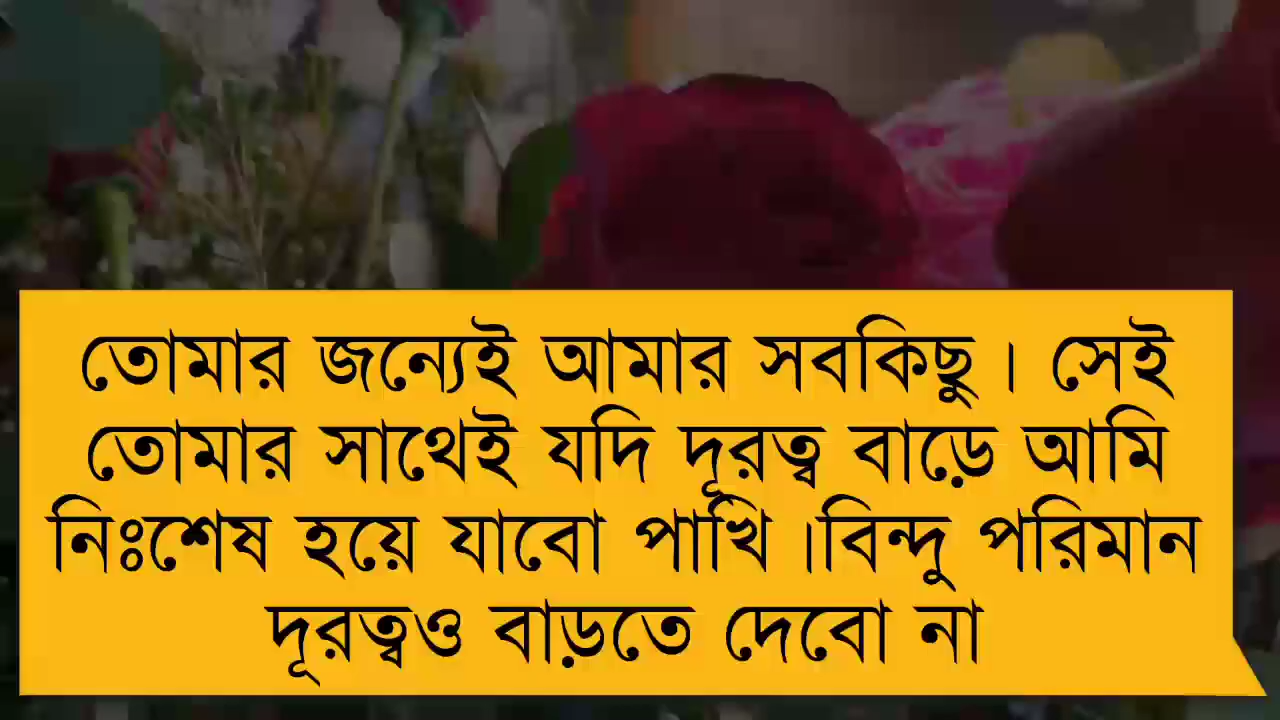 তোমার জন্যেই আমার সবকিছু। সেই
তোমার সাথেই যদি দূরত্ব বাড়ে আমি
নিঃশেষ হয়ে যাবো পাখি।বিন্দু পরিমান
দূরত্বও বাড়তে দেবো না